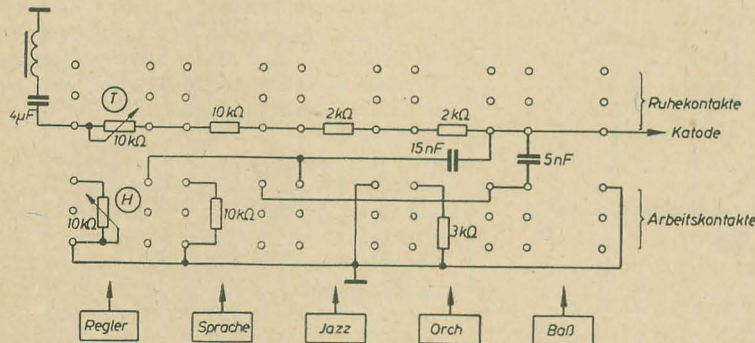 4µF
T
10kΩ
10kΩ
2kΩ
2kΩ
15nF
5nF
Ruhekontakte
Katode
H
10kΩ
10kΩ
3kΩ
Arbeitskontakte
Regler
Sprache
Jazz
Orch
Baß